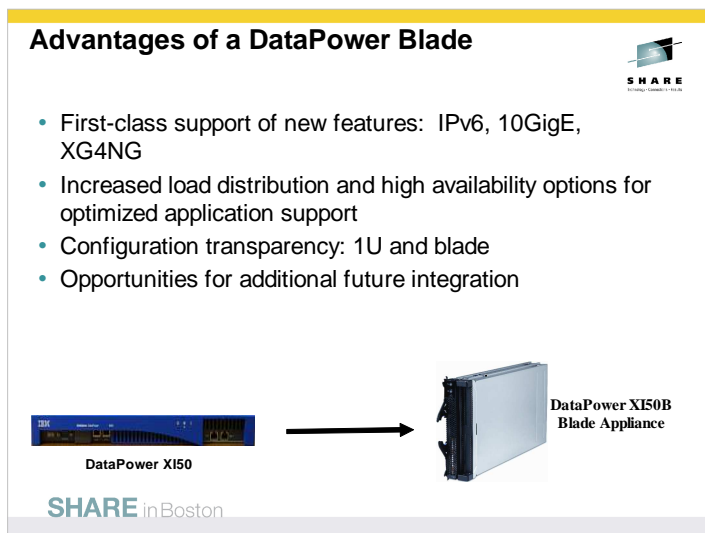 Advantages of a DataPower Blade
SHARE
• First-class support of new features: IPv6, 10GigE,
XG4NG
• Increased load distribution and high availability options for
optimized application support
• Configuration transparency: 1U and blade
• Opportunities for additional future integration
IBM
DataPower XI50B
Blade Appliance
DataPower XI50
SHARE in Boston